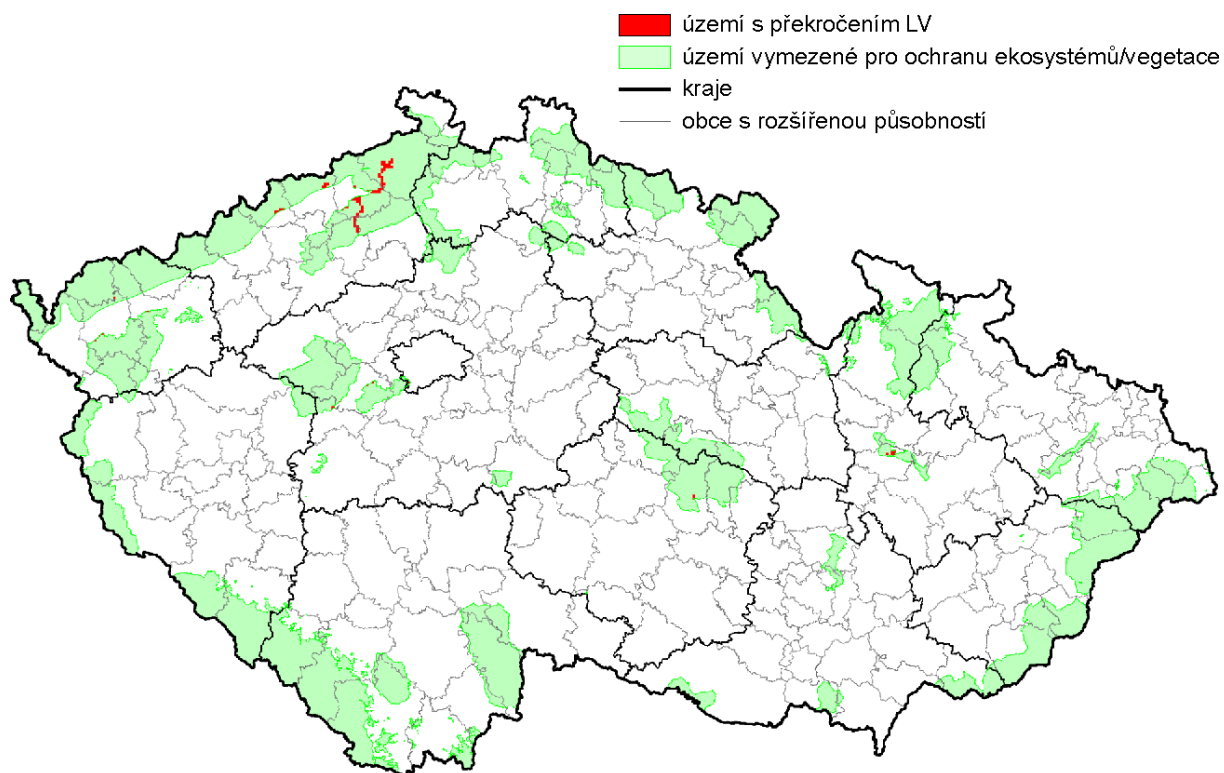 území s překročením LV
území vymezené pro ochranu ekosystémů/vegetace
kraje
obce s rozšířenou působností